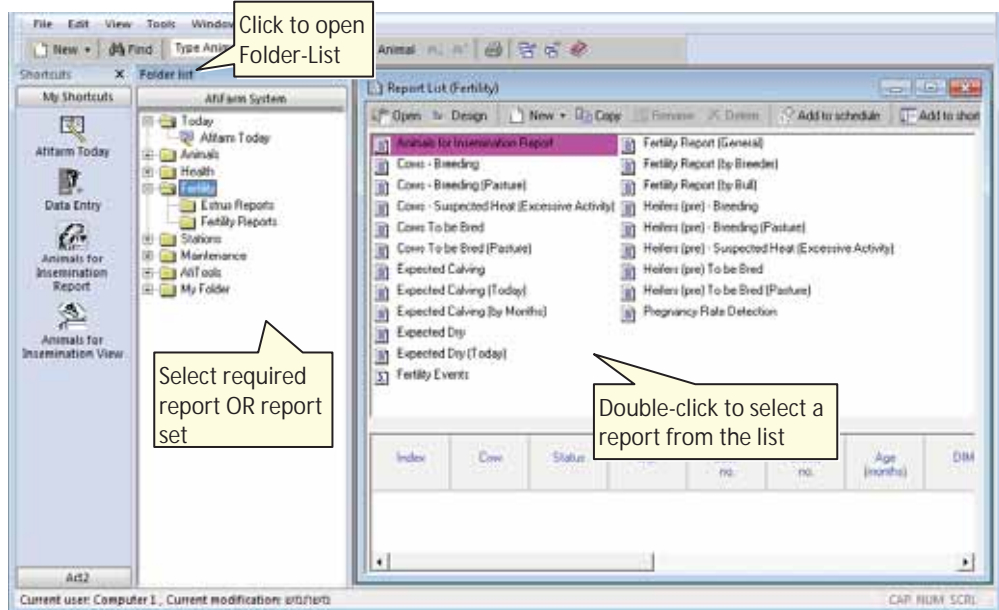 File Edit View Tools Window
Click to open
Folder-List
New Find Type Anim Animal
Shortcuts X Folder list
My Shortcuts
Afifarm Today
Data Entry
Animals for
Insemination
Report
Animals for
Insemination View
Act2
AfiFarm System
Today
Afifarm Today
Animals
Health
Fertility
Estrus Reports
Fertility Reports
Stations
Maintenance
AfiTools
My Folder
Select required
report OR report
set
Report List (Fertility)
Open Design New Copy Rename Delete Add to schedule Add to short
Animals for Insemination Report
Cows - Breeding
Cows - Breeding (Pasture)
Cows - Suspected Heat (Excessive Activity)
Cows To be Bred
Cows To be Bred (Pasture)
Expected Calving
Expected Calving (Today)
Expected Calving (by Months)
Expected Dry
Expected Dry (Today)
Fertility Events
Fertility Report (General)
Fertility Report (by Breeder)
Fertility Report (by Bull)
Heifers (pre) - Breeding
Heifers (pre) - Breeding (Pasture)
Heifers (pre) - Suspected Heat (Excessive Activity)
Heifers (pre) To be Bred
Heifers (pre) To be Bred (Pasture)
Pregnancy Rate Detection
Double-click to select a
report from the list
Index Cow Status no. no. Age DIM
(months)
Current user: Computer 1 , Current modification: משתמש
CAP NUM SCRL